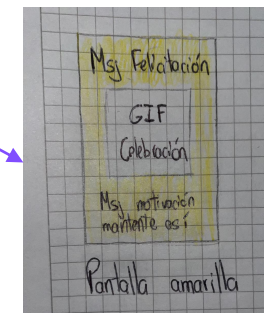 Msj Felicitación
GIF
Celebración
Msj motivación
mantente así
Pantalla amarilla